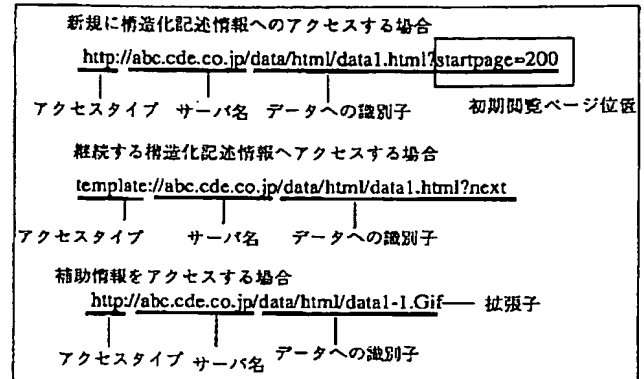 新規に構造化記述情報へのアクセスする場合
http://abc.cde.co.jp/data/html/data1.html?startpage=200
アクセスタイプ サーバ名 データへの識別子 初期閲覧ページ位置
継続する構造化記述情報へアクセスする場合
template://abc.cde.co.jp/data/html/data1.html?next
アクセスタイプ サーバ名 データへの識別子
補助情報をアクセスする場合
http://abc.cde.co.jp/data/html/data1-1.Gif 拡張子
アクセスタイプ サーバ名 データへの識別子